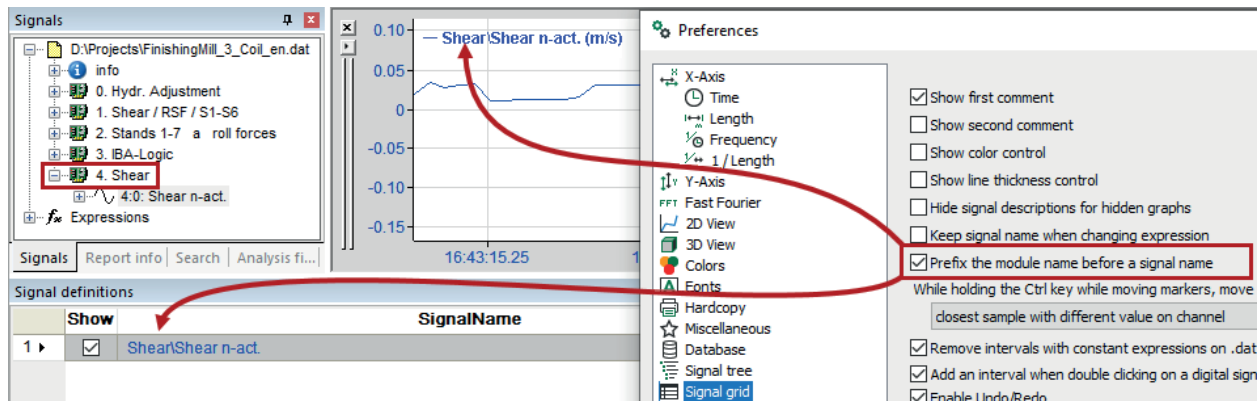 Signals
D:\Projects\FinishingMill_3_Coil_en.dat
info
0. Hydr. Adjustment
1. Shear / RSF / S1-S6
2. Stands 1-7 a roll forces
3. IBA-Logic
4. Shear
4:0: Shear n-act.
fx Expressions
Signals Report info Search Analysis fi...
0.10
Shear\Shear n-act. (m/s)
0.05
0
-0.05
-0.10
-0.15
16:43:15.25
1
Signal definitions
Show SignalName
1 Shear\Shear n-act.
Preferences
X-Axis
Time
Length
Frequency
1 / Length
Y-Axis
FFT Fast Fourier
2D View
3D View
Colors
A Fonts
Hardcopy
Miscellaneous
Database
Signal tree
Signal grid
Show first comment
Show second comment
Show color control
Show line thickness control
Hide signal descriptions for hidden graphs
Keep signal name when changing expression
Prefix the module name before a signal name
While holding the Ctrl key while moving markers, move
closest sample with different value on channel
Remove intervals with constant expressions on .dat
Add an interval when double clicking on a digital sign
Enable Undo/Redo